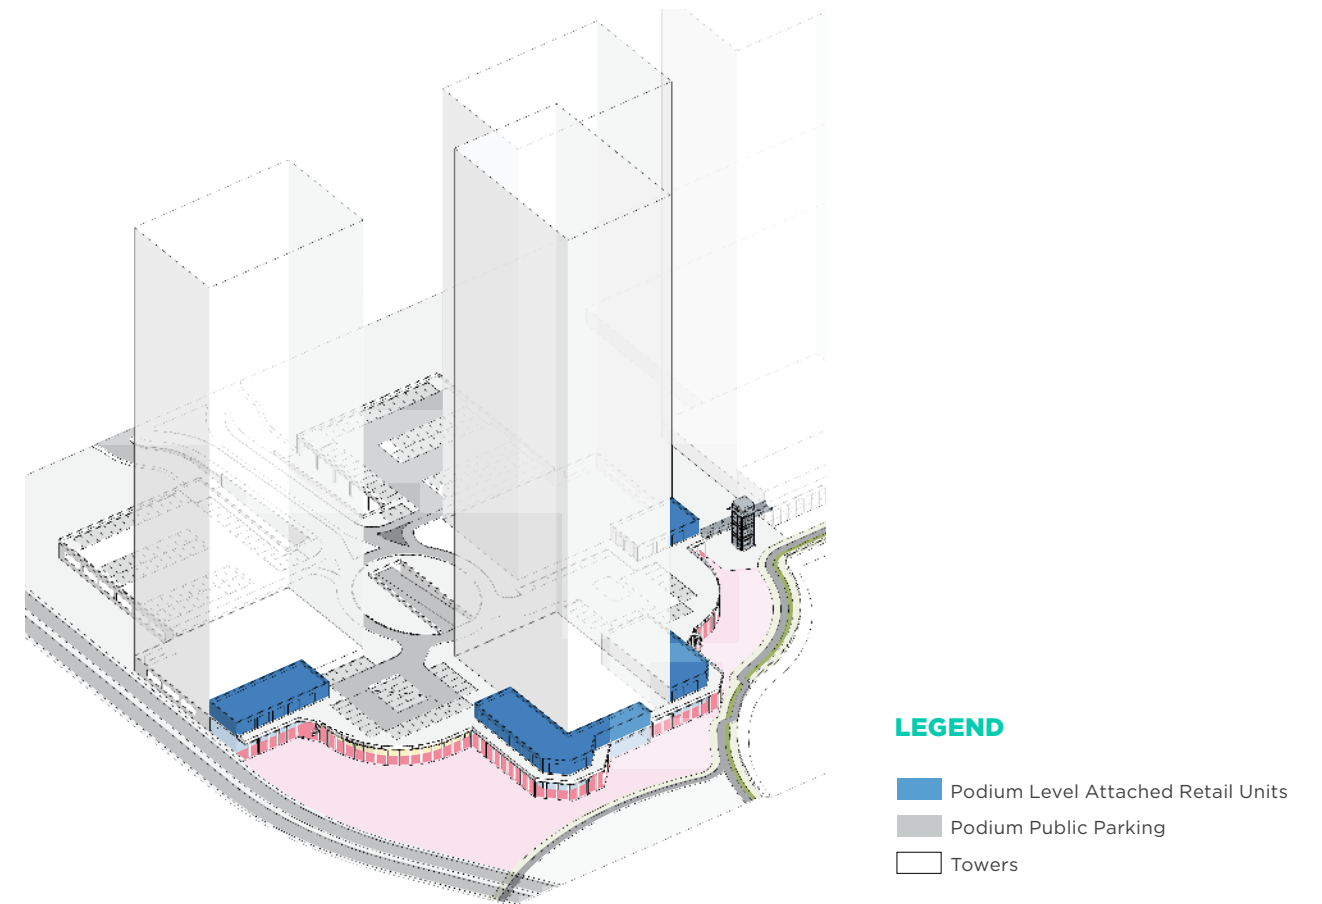 LEGEND
Podium Level Attached Retail Units
Podium Public Parking
Towers